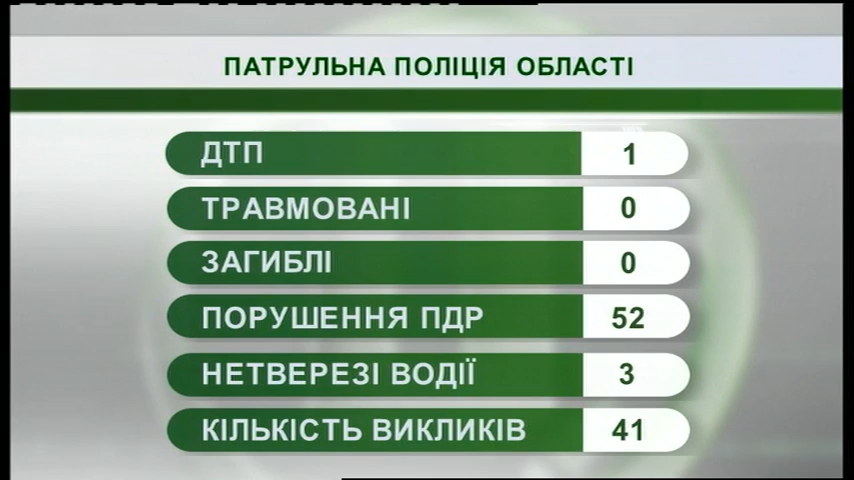 ПАТРУЛЬНА ПОЛІЦІЯ ОБЛАСТІ
ДТП 1
ТРАВМОВАНІ 0
ЗАГИБЛІ 0
ПОРУШЕННЯ ПДР 52
НЕТВЕРЕЗІ ВОДІЇ 3
КІЛЬКІСТЬ ВИКЛИКІВ 41